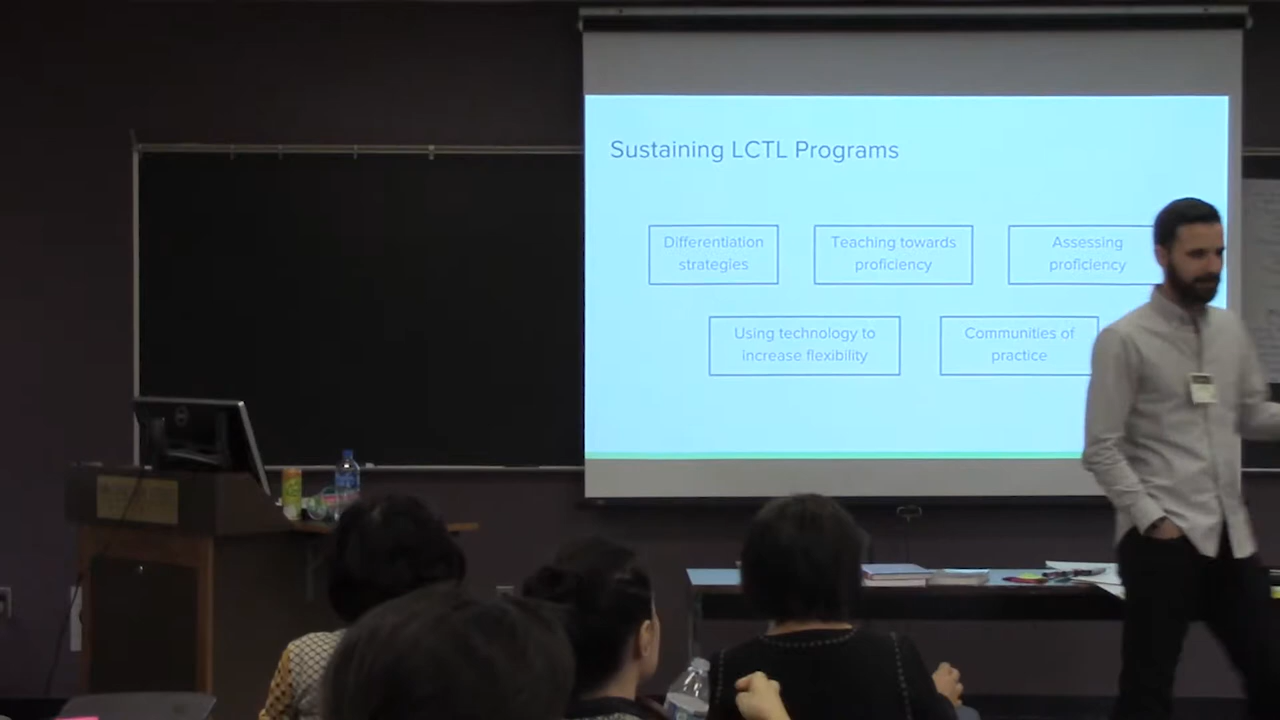 Sustaining LCTL Programs
Differentiation
strategies
Teaching towards
proficiency
Assessing
proficiency
Using technology to
increase flexibility
Communities of
practice